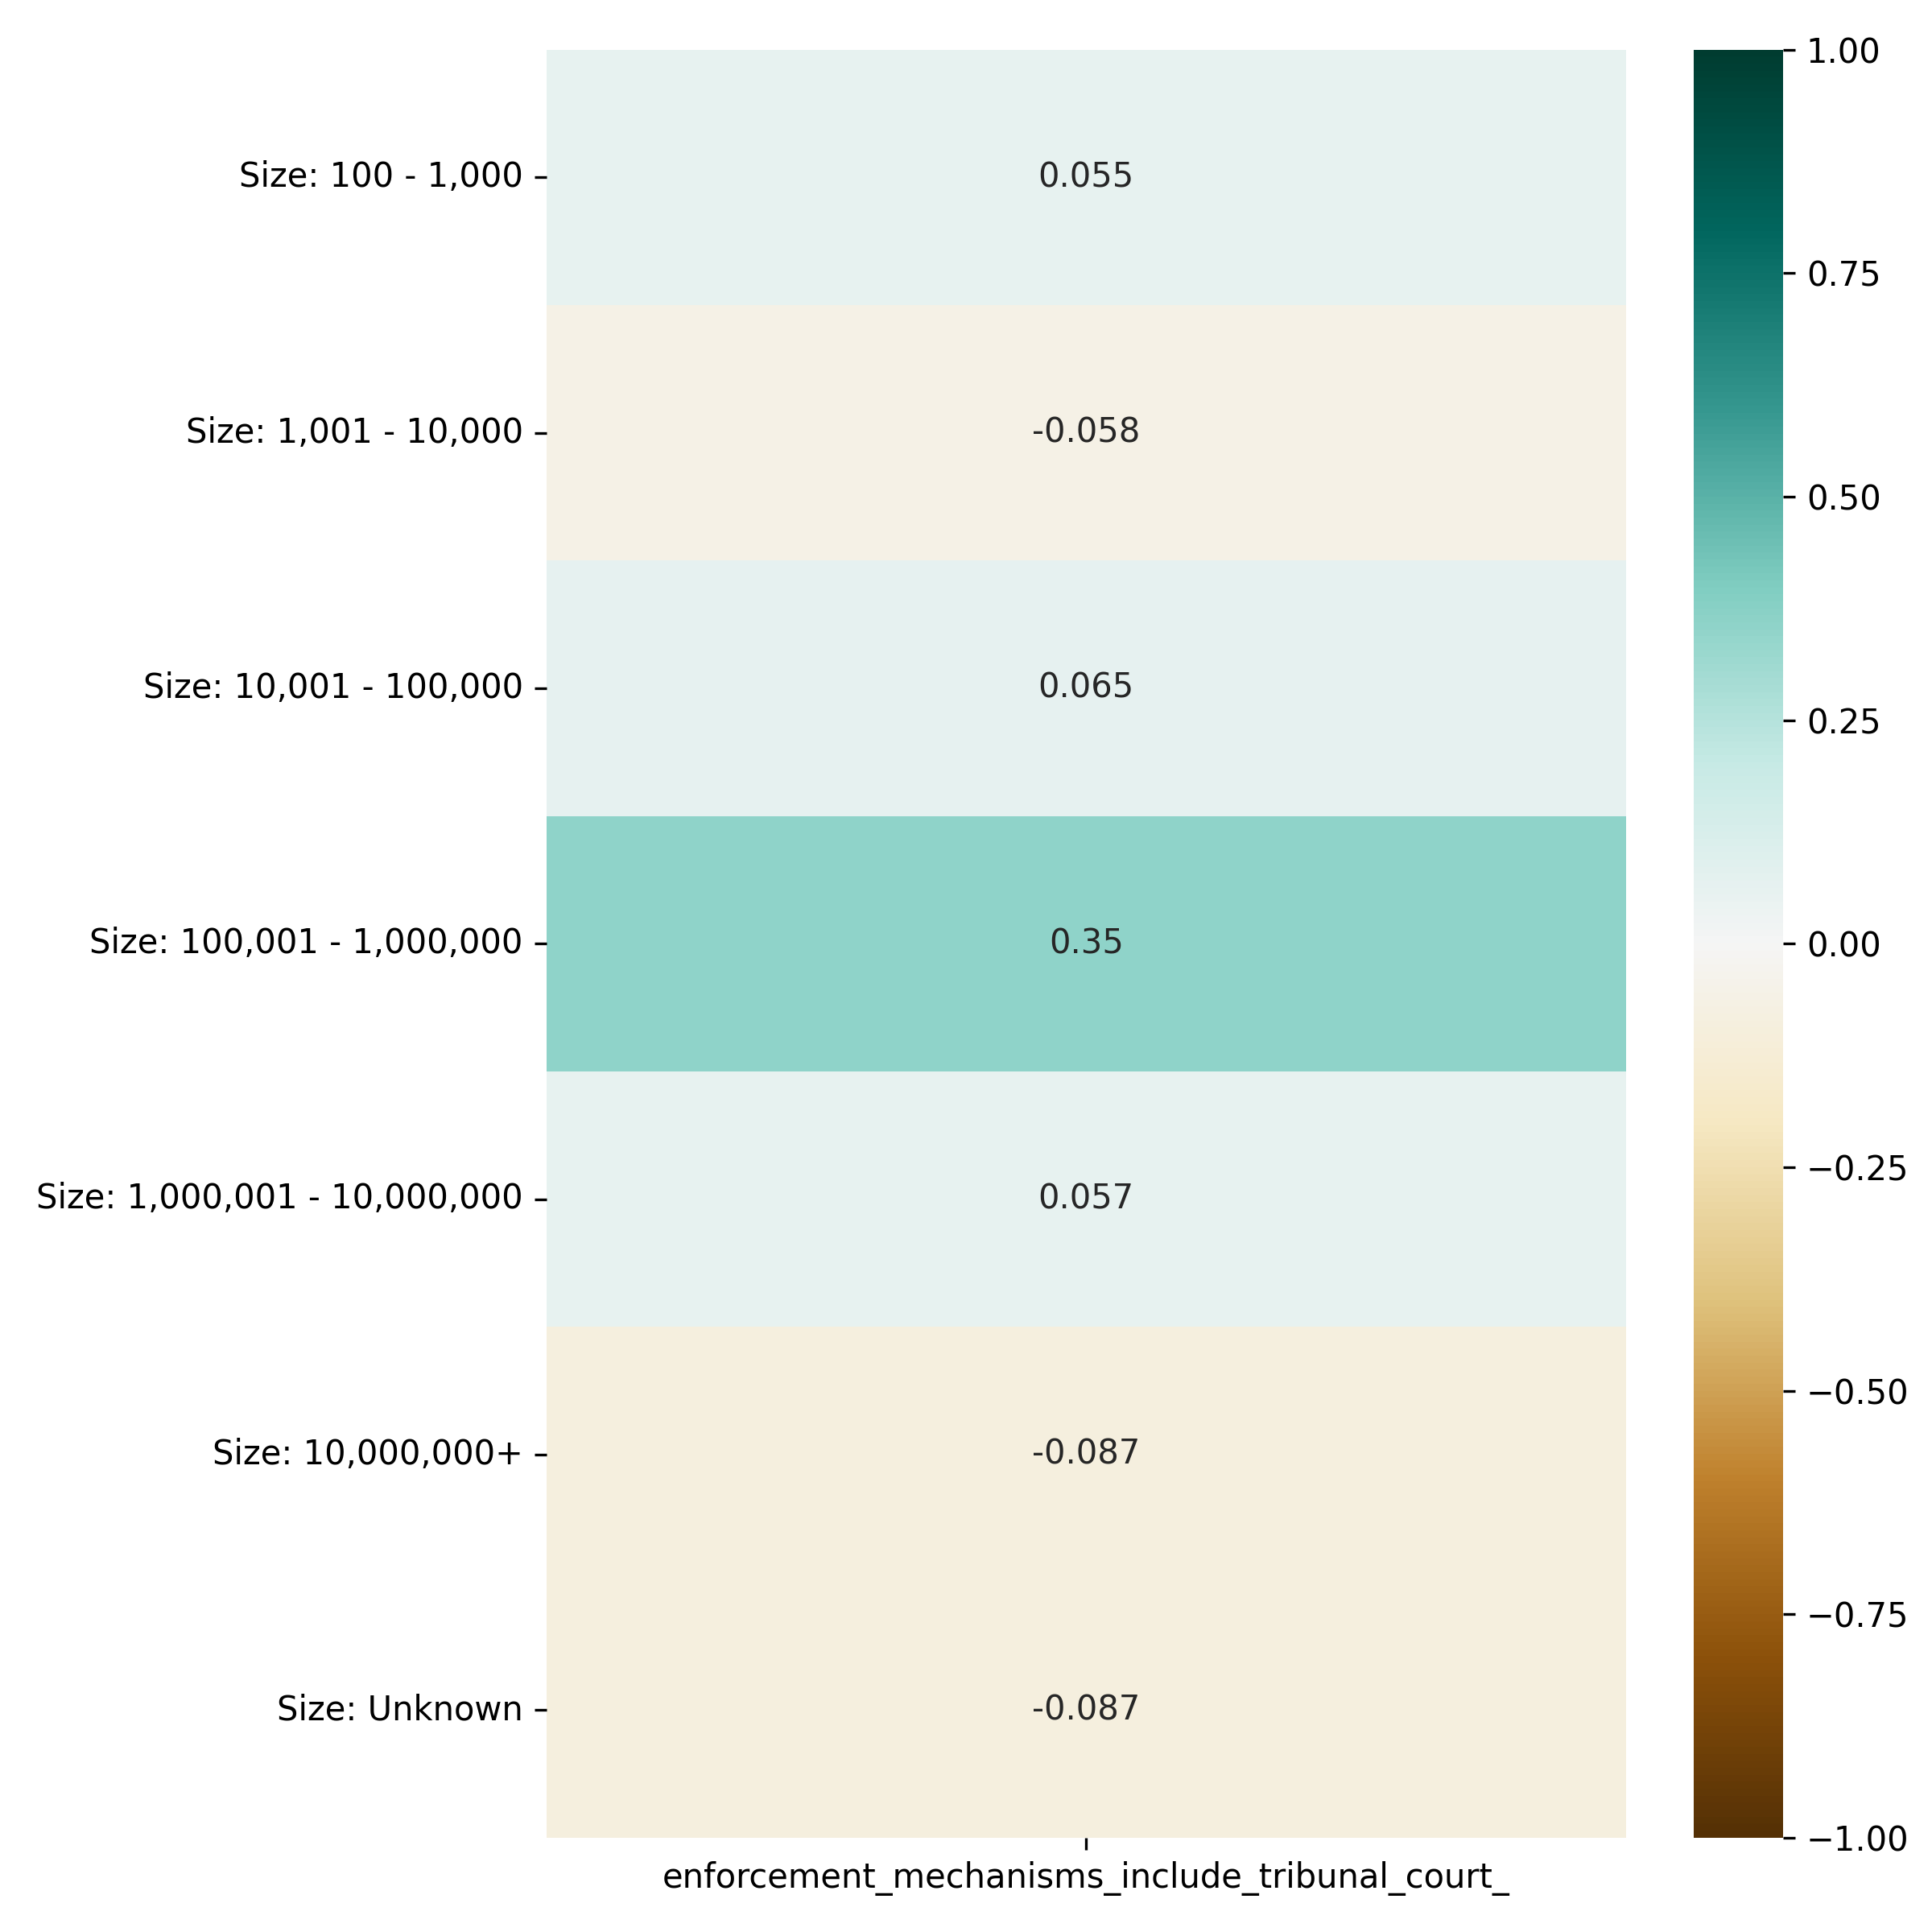 1.00
Size: 100 - 1,000 0.055
0.75
Size: 1,001 - 10,000 -0.058
0.50
Size: 10,001 - 100,000 0.065
0.25
Size: 100,001 - 1,000,000 0.35 0.00
−0.25
Size: 1,000,001 - 10,000,000 0.057
−0.50
Size: 10,000,000+ -0.087
−0.75
Size: Unknown -0.087
−1.00
enforcement_mechanisms_include_tribunal_court_